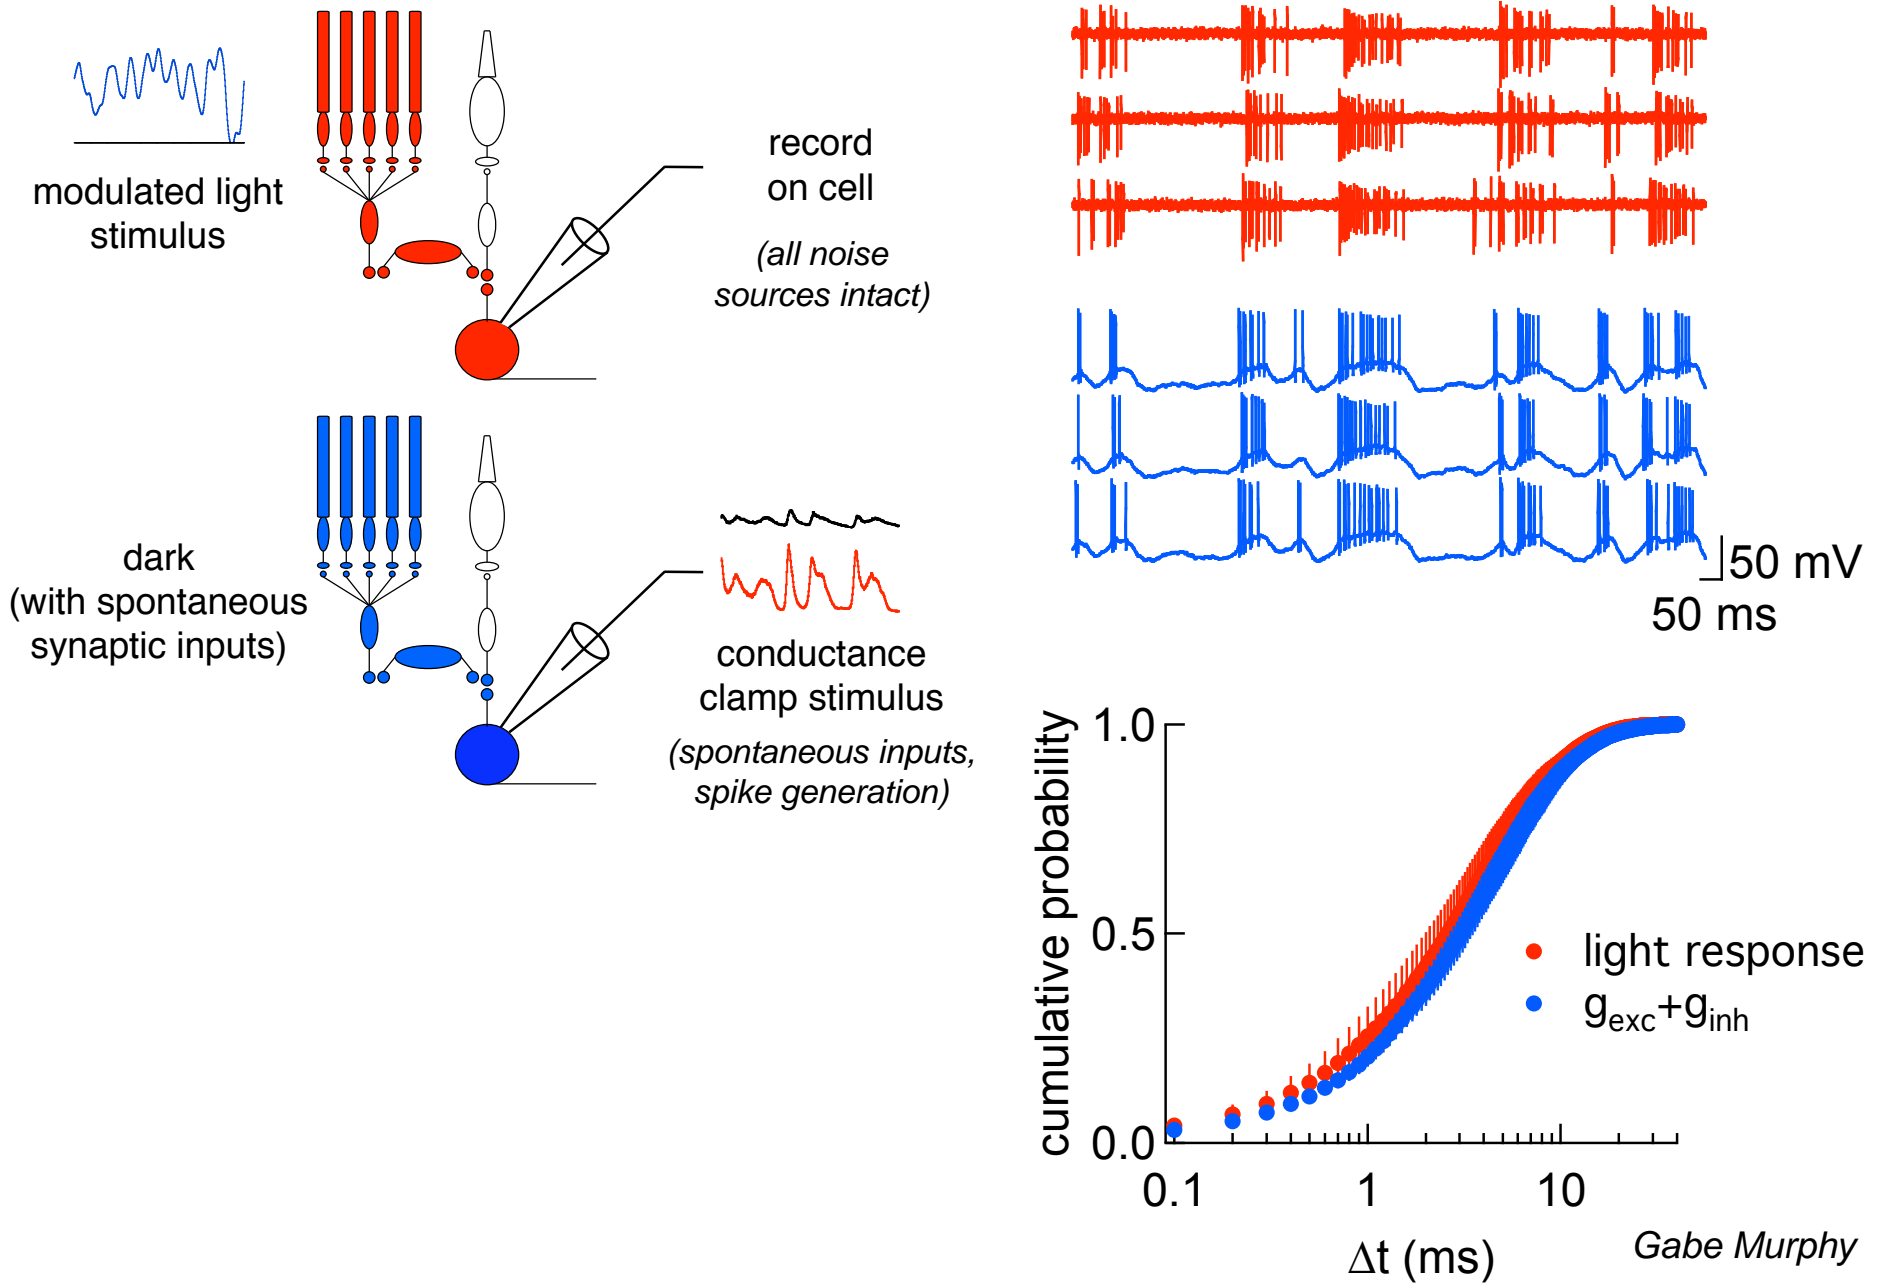 modulated light
stimulus
record
on cell
(all noise
sources intact)
dark
(with spontaneous
synaptic inputs)
conductance
clamp stimulus
(spontaneous inputs,
spike generation)
50 mV
50 ms
cumulative probability
1.0
0.5
0.0
0.1
1
10
Δt (ms)
light response
gexc+ginh
Gabe Murphy